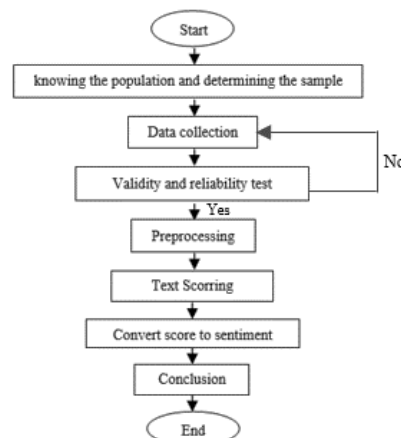 Start
knowing the population and determining the sample
Data collection
No
Validity and reliability test
Yes
Preprocessing
Text Scorring
Convert score to sentiment
Conclusion
End